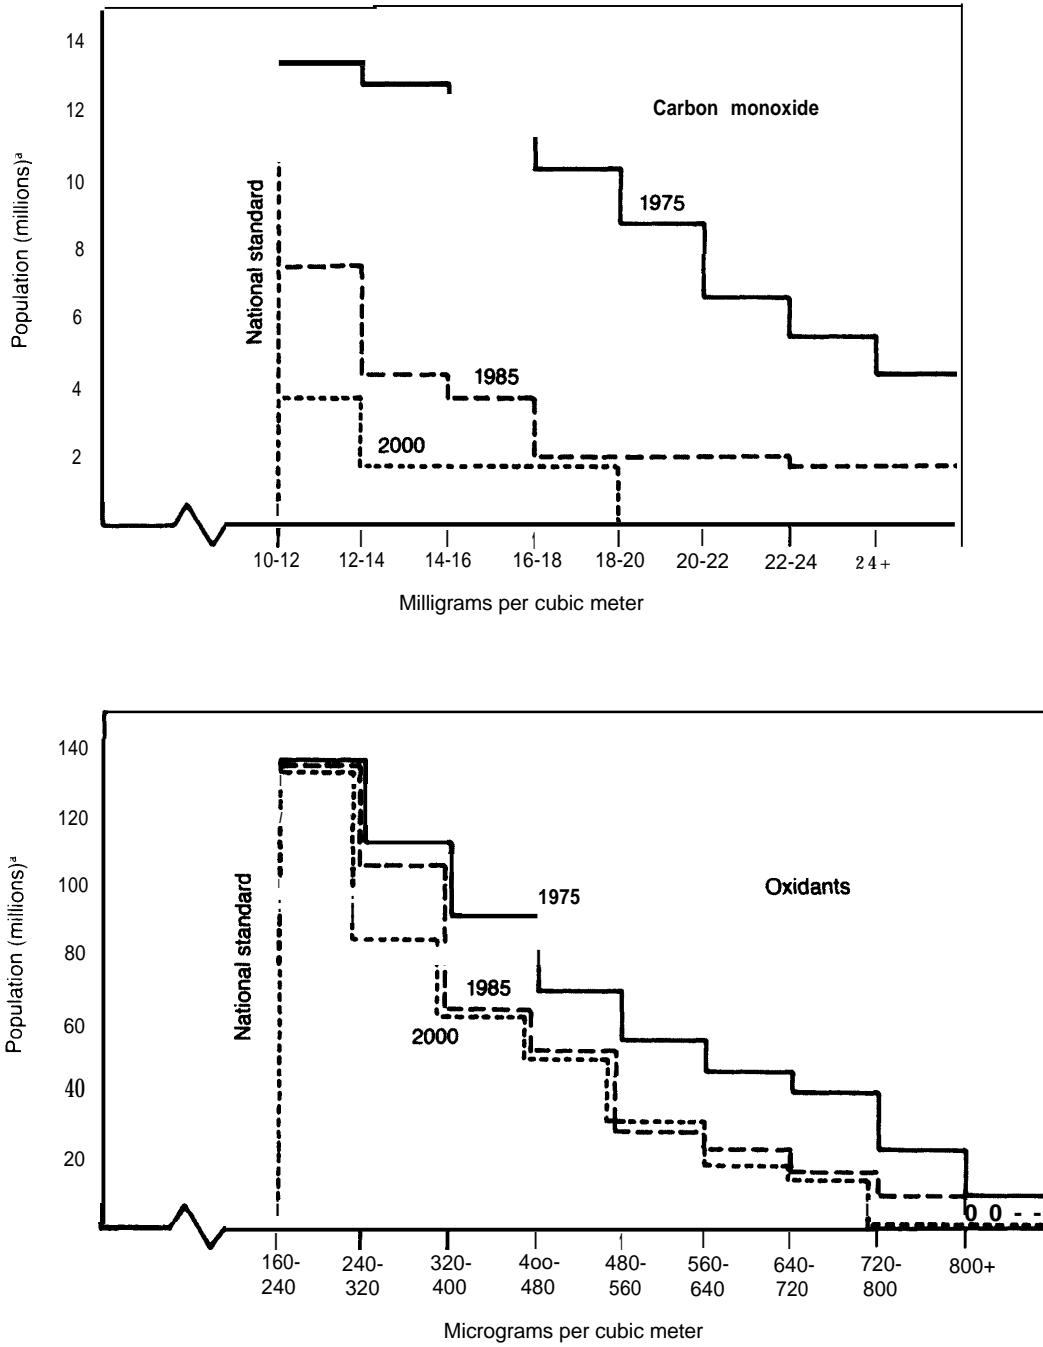 14
12
10
8
6
4
2
Population (millions)ª
Carbon monoxide
National standard
1975
1985
2000
10-12 12-14 14-16 16-18 18-20 20-22 22-24 24+
Milligrams per cubic meter
140
120
100
80
60
40
20
Population (millions)ª
Oxidants
National standard
1975
1985
2000
00--
160- 240- 320- 4oo- 480- 560- 640- 720- 800+
240 320 400 480 560 640 720 800
Micrograms per cubic meter